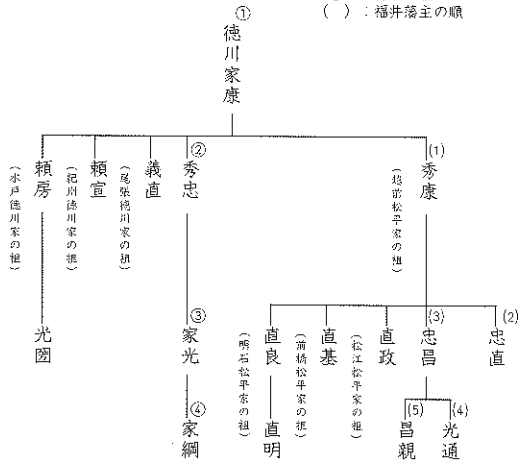 ( ):福井藩主の順
①
徳川家康
(1)
秀康
(越前松平家の祖)
②
秀忠
義直
(尾張徳川家の祖)
頼宣
(紀州徳川家の祖)
頼房
(水戸徳川家の祖)
(2)
忠直
(3)
忠昌
直政
(松江松平家の祖)
直基
(前橋松平家の祖)
直良
(明石松平家の祖)
③
家光
光圀
(4)
光通
(5)
昌親
直明
④
家綱